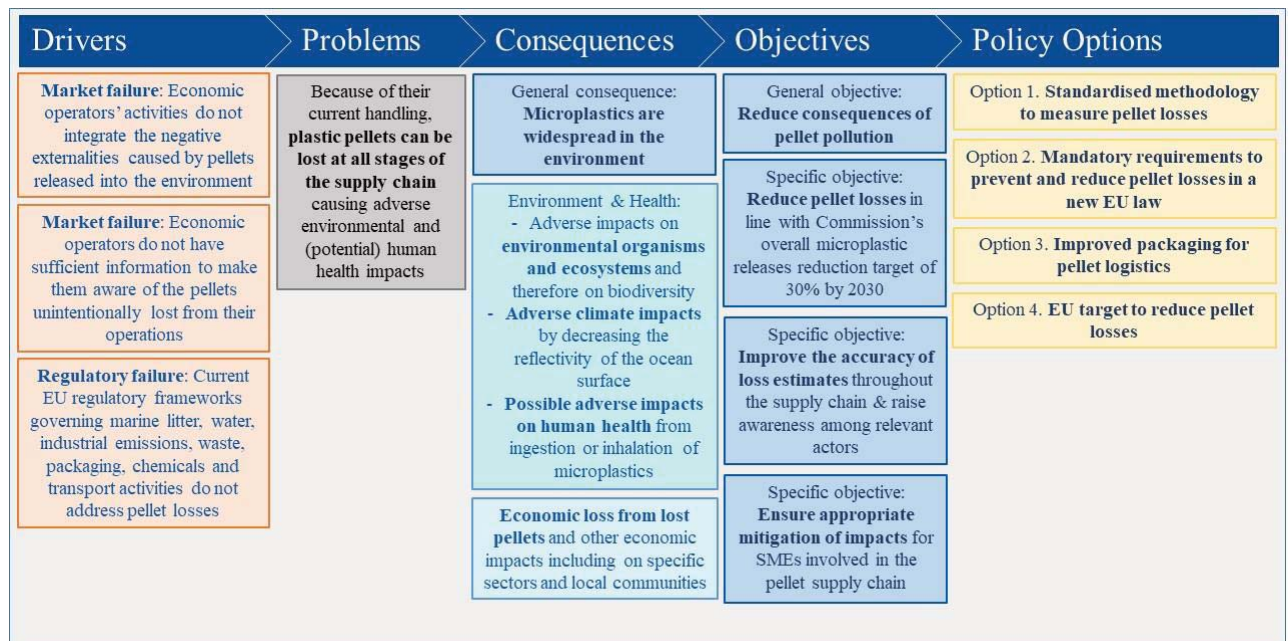 Drivers
Problems
Consequences
Objectives
Policy Options
Market failure: Economic
operators' activities do not
integrate the negative
externalities caused by pellets
released into the environment
Market failure: Economic
operators do not have
sufficient information to make
them aware of the pellets
unintentionally lost from their
operations
Regulatory failure: Current
EU regulatory frameworks
governing marine litter, water,
industrial emissions, waste,
packaging, chemicals and
transport activities do not
address pellet losses
Because of their
current handling,
plastic pellets can be
lost at all stages of
the supply chain
causing adverse
environmental and
(potential) human
health impacts
General consequence:
Microplastics are
widespread in the
environment
Environment & Health:
- Adverse impacts on
environmental organisms
and ecosystems and
therefore on biodiversity
- Adverse climate impacts
by decreasing the
reflectivity of the ocean
surface
- Possible adverse impacts
on human health from
ingestion or inhalation of
microplastics
Economic loss from lost
pellets and other economic
impacts including on specific
sectors and local communities
General objective:
Reduce consequences of
pellet pollution
Specific objective:
Reduce pellet losses in
line with Commission's
overall microplastic
releases reduction target of
30% by 2030
Specific objective:
Improve the accuracy of
loss estimates throughout
the supply chain & raise
awareness among relevant
actors
Specific objective:
Ensure appropriate
mitigation of impacts for
SMEs involved in the
pellet supply chain
Option 1. Standardised methodology
to measure pellet losses
Option 2. Mandatory requirements to
prevent and reduce pellet losses in a
new EU law
Option 3. Improved packaging for
pellet logistics
Option 4. EU target to reduce pellet
losses